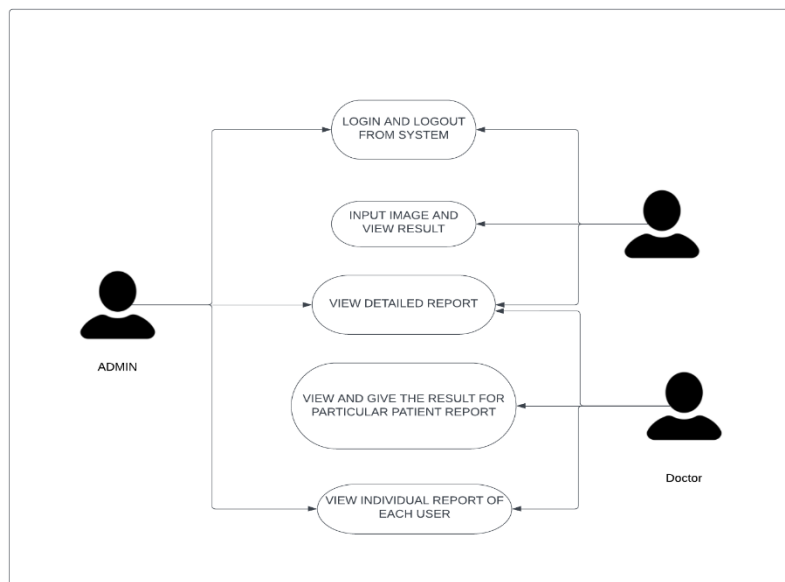 LOGIN AND LOGOUT
FROM SYSTEM
INPUT IMAGE AND
VIEW RESULT
VIEW DETAILED REPORT
ADMIN
VIEW AND GIVE THE RESULT FOR
PARTICULAR PATIENT REPORT
Doctor
VIEW INDIVIDUAL REPORT OF
EACH USER